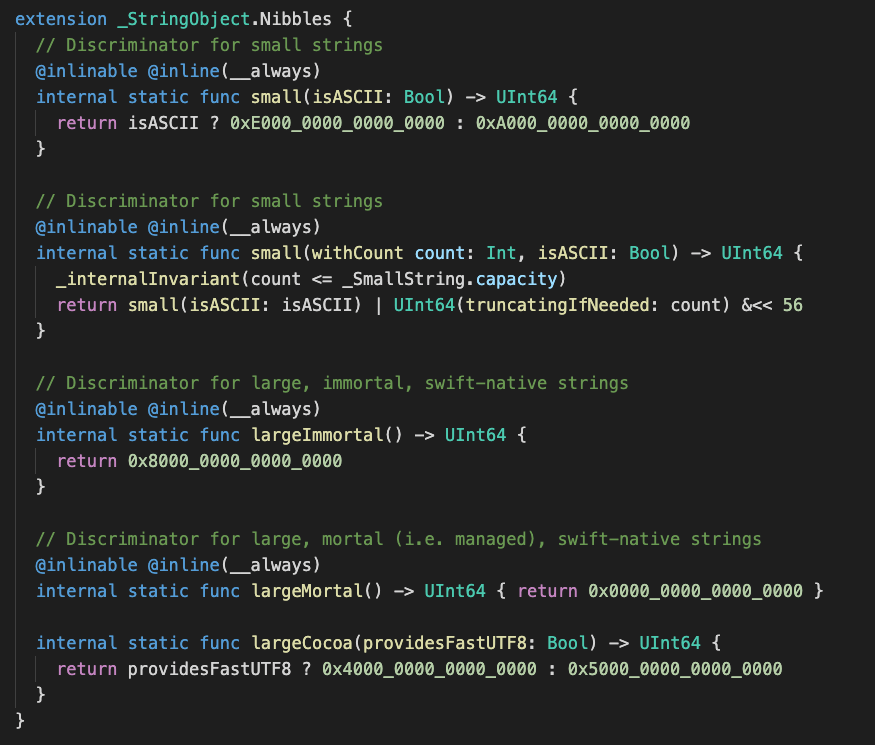 extension _StringObject.Nibbles {
// Discriminator for small strings
@inlinable @inline(__always)
internal static func small(isASCII: Bool) -> UInt64 {
return isASCII ? 0xE000_0000_0000_0000 : 0xA000_0000_0000_0000
}
// Discriminator for small strings
@inlinable @inline(__always)
internal static func small(withCount count: Int, isASCII: Bool) -> UInt64 {
_internalInvariant(count <= _SmallString.capacity)
return small(isASCII: isASCII) | UInt64(truncatingIfNeeded: count) &<< 56
}
// Discriminator for large, immortal, swift-native strings
@inlinable @inline(__always)
internal static func largeImmortal() -> UInt64 {
return 0x8000_0000_0000_0000
}
// Discriminator for large, mortal (i.e. managed), swift-native strings
@inlinable @inline(__always)
internal static func largeMortal() -> UInt64 { return 0x0000_0000_0000_0000 }
internal static func largeCocoa(providesFastUTF8: Bool) -> UInt64 {
return providesFastUTF8 ? 0x4000_0000_0000_0000 : 0x5000_0000_0000_0000
}
}